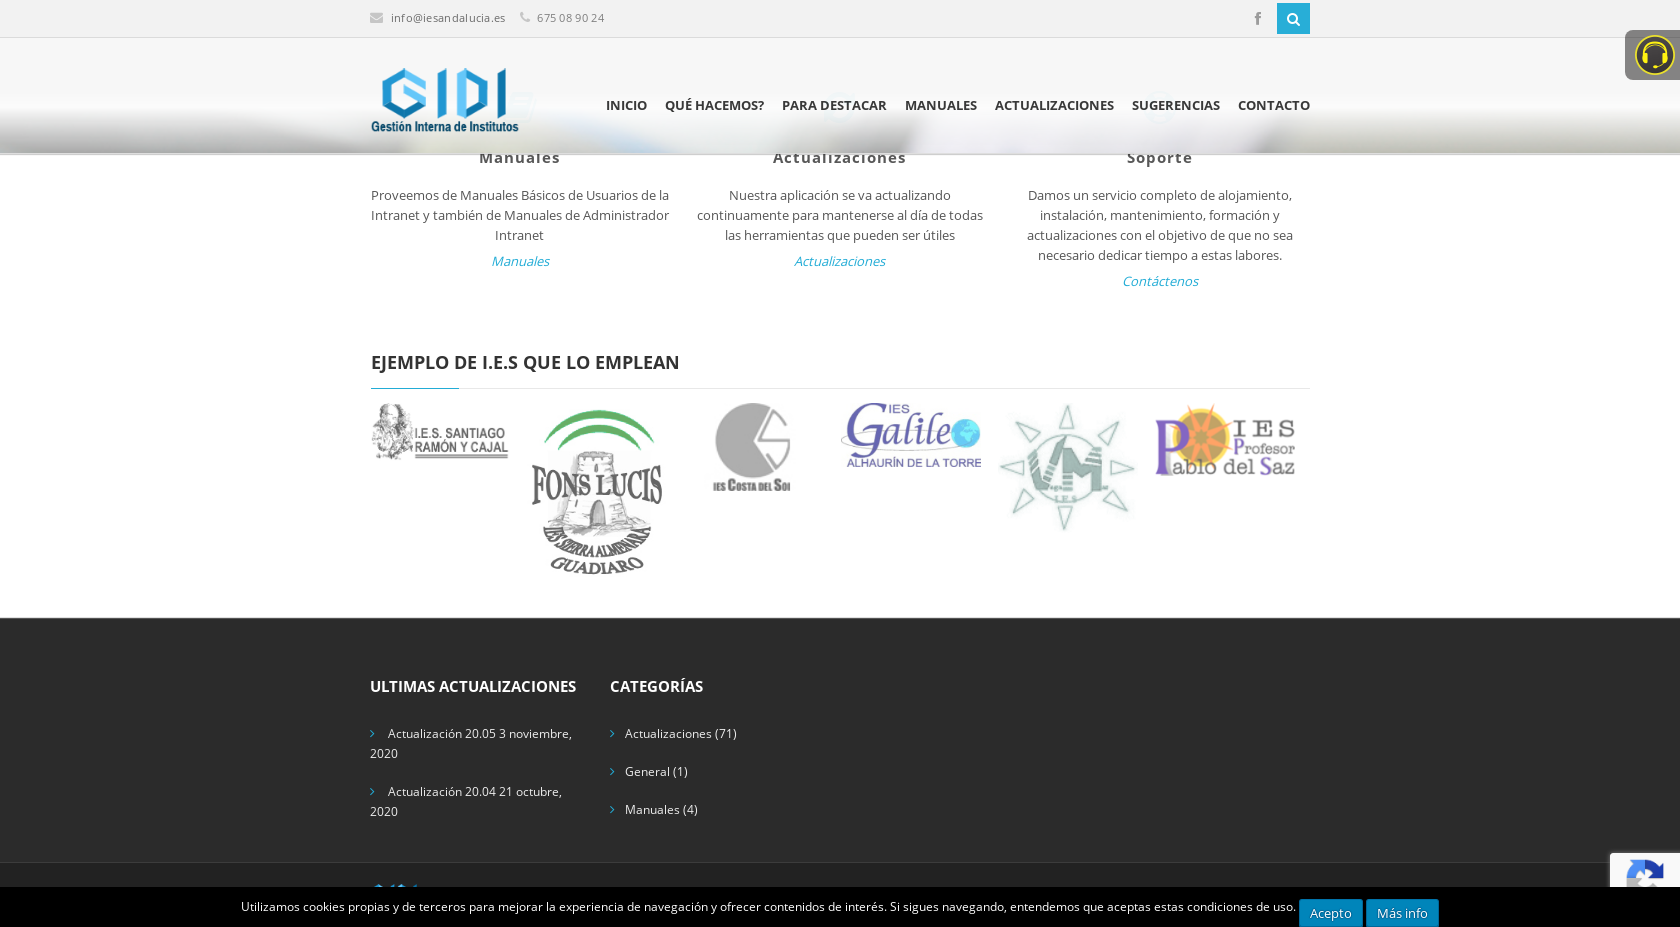 info@iesandalucia.es 675 08 90 24
GIDI
Gestión Interna de Institutos
INICIO QUÉ HACEMOS? PARA DESTACAR MANUALES ACTUALIZACIONES SUGERENCIAS CONTACTO
Manuales
Proveemos de Manuales Básicos de Usuarios de la
Intranet y también de Manuales de Administrador
Intranet
Manuales
Actualizaciones
Nuestra aplicación se va actualizando
continuamente para mantenerse al día de todas
las herramientas que pueden ser útiles
Actualizaciones
Soporte
Damos un servicio completo de alojamiento,
instalación, mantenimiento, formación y
actualizaciones con el objetivo de que no sea
necesario dedicar tiempo a estas labores.
Contáctenos
EJEMPLO DE I.E.S QUE LO EMPLEAN
I.E.S. SANTIAGO
RAMÓN Y CAJAL
FONS LUCIS
IES SIERRA ALMENARA
GUADIARO
IES COSTA DEL SOL
IES
Galileo
ALHAURÍN DE LA TORRE
I.E.S
IES
Profesor
Pablo del Saz
ULTIMAS ACTUALIZACIONES
Actualización 20.05 3 noviembre,
2020
Actualización 20.04 21 octubre,
2020
CATEGORÍAS
Actualizaciones (71)
General (1)
Manuales (4)
Utilizamos cookies propias y de terceros para mejorar la experiencia de navegación y ofrecer contenidos de interés. Si sigues navegando, entendemos que aceptas estas condiciones de uso. Acepto Más info